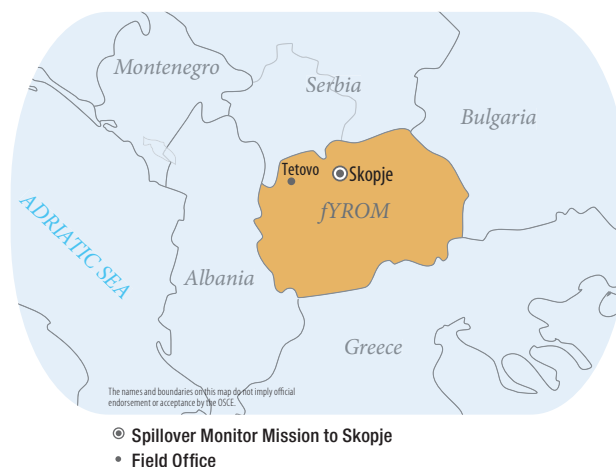 Montenegro
Serbia
Bulgaria
Tetovo
Skopje
fYROM
ADRIATIC SEA
Albania
Greece
The names and boundaries on this map do not imply official
endorsement or acceptance by the OSCE.
Spillover Monitor Mission to Skopje
Field Office